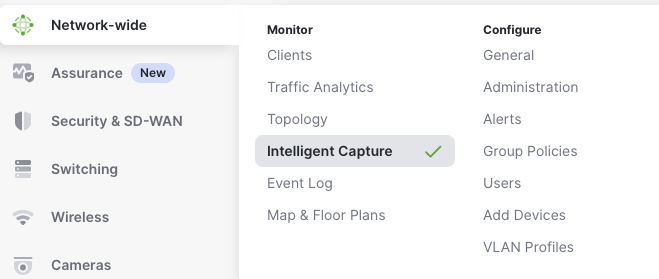 Network-wide
Assurance New
Security & SD-WAN
Switching
Wireless
Cameras
Monitor
Clients
Traffic Analytics
Topology
Intelligent Capture
Event Log
Map & Floor Plans
Configure
General
Administration
Alerts
Group Policies
Users
Add Devices
VLAN Profiles